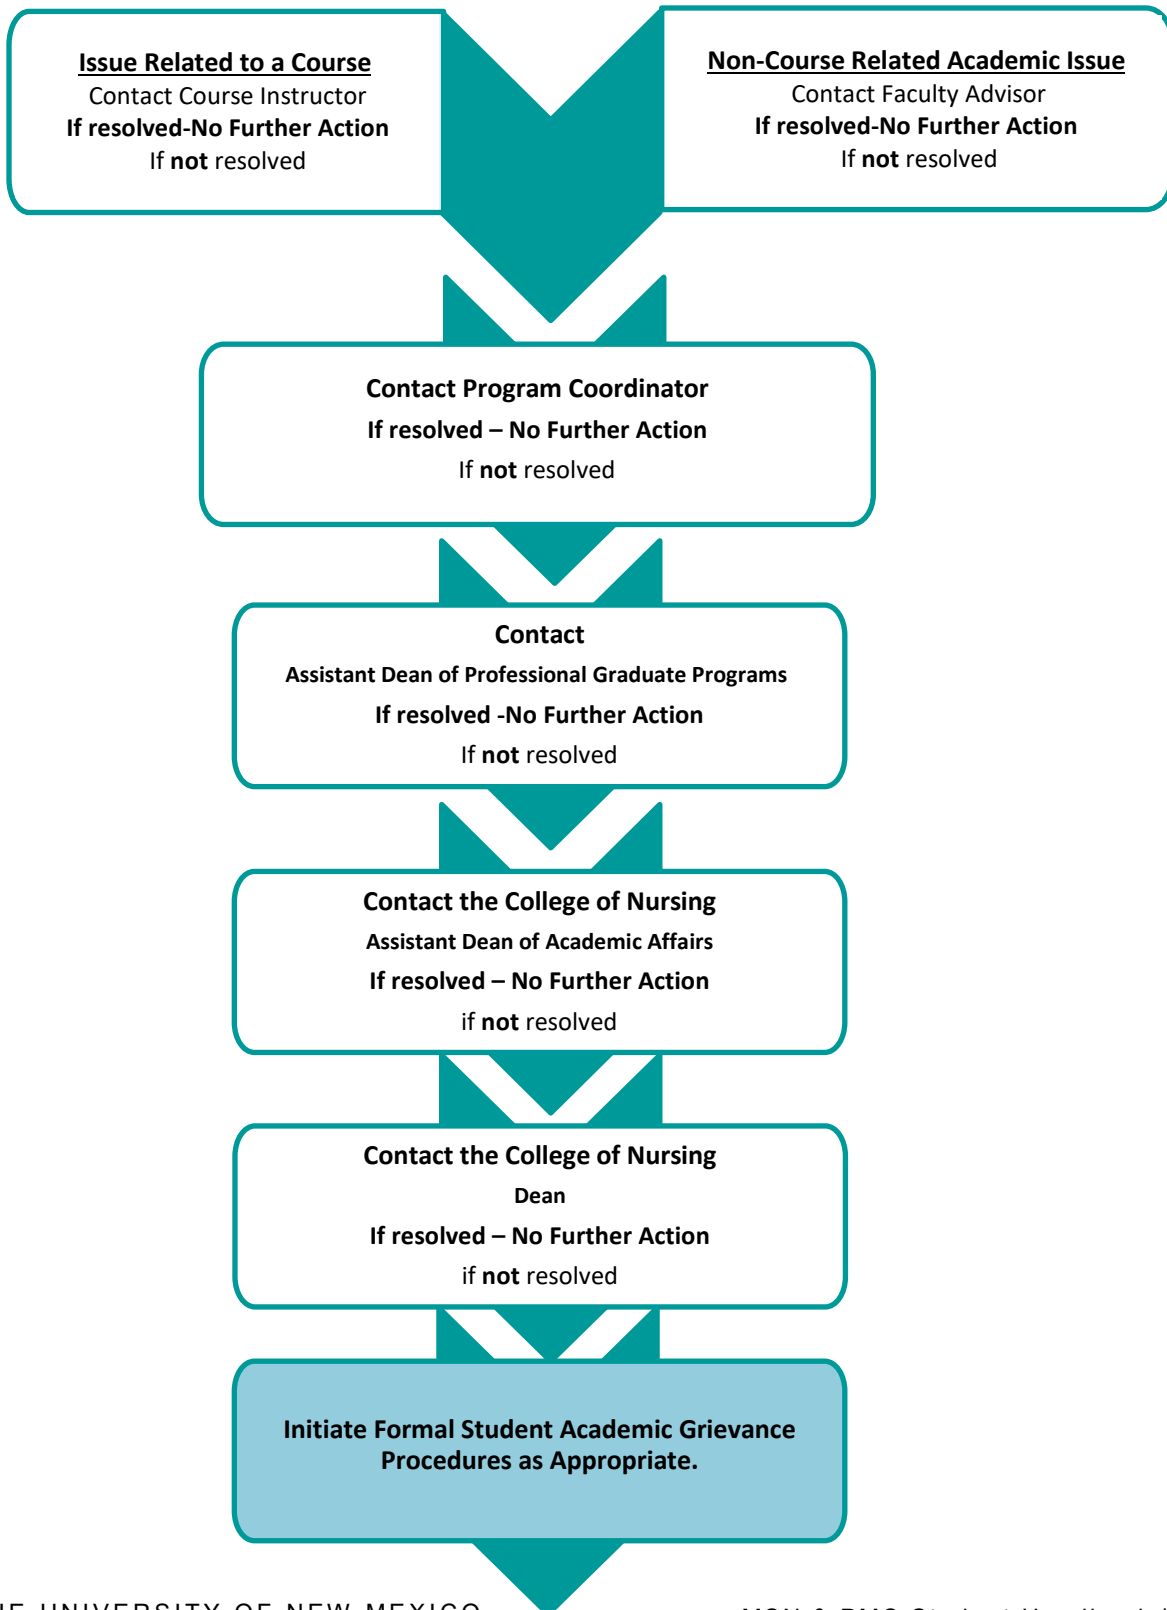 Issue Related to a Course
Contact Course Instructor
If resolved-No Further Action
If not resolved
Non-Course Related Academic Issue
Contact Faculty Advisor
If resolved-No Further Action
If not resolved
Contact Program Coordinator
If resolved – No Further Action
If not resolved
Contact
Assistant Dean of Professional Graduate Programs
If resolved -No Further Action
If not resolved
Contact the College of Nursing
Assistant Dean of Academic Affairs
If resolved – No Further Action
if not resolved
Contact the College of Nursing
Dean
If resolved – No Further Action
if not resolved
Initiate Formal Student Academic Grievance
Procedures as Appropriate.
UNIVERSITY OF NEW MEXICO